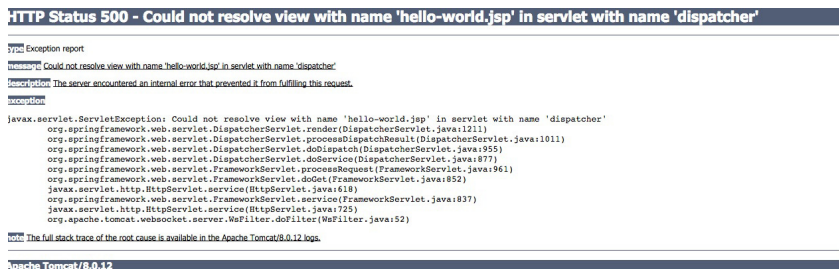 HTTP Status 500 - Could not resolve view with name 'hello-world.jsp' in servlet with name 'dispatcher'
type Exception report
message Could not resolve view with name 'hello-world.jsp' in servlet with name 'dispatcher'
description The server encountered an internal error that prevented it from fulfilling this request.
exception
javax.servlet.ServletException: Could not resolve view with name 'hello-world.jsp' in servlet with name 'dispatcher'
org.springframework.web.servlet.DispatcherServlet.render(DispatcherServlet.java:1211)
org.springframework.web.servlet.DispatcherServlet.processDispatchResult(DispatcherServlet.java:1011)
org.springframework.web.servlet.DispatcherServlet.doDispatch(DispatcherServlet.java:955)
org.springframework.web.servlet.DispatcherServlet.doService(DispatcherServlet.java:877)
org.springframework.web.servlet.FrameworkServlet.processRequest(FrameworkServlet.java:961)
org.springframework.web.servlet.FrameworkServlet.doGet(FrameworkServlet.java:852)
javax.servlet.http.HttpServlet.service(HttpServlet.java:618)
org.springframework.web.servlet.FrameworkServlet.service(FrameworkServlet.java:837)
javax.servlet.http.HttpServlet.service(HttpServlet.java:725)
org.apache.tomcat.websocket.server.WsFilter.doFilter(WsFilter.java:52)
note The full stack trace of the root cause is available in the Apache Tomcat/8.0.12 logs.
Apache Tomcat/8.0.12